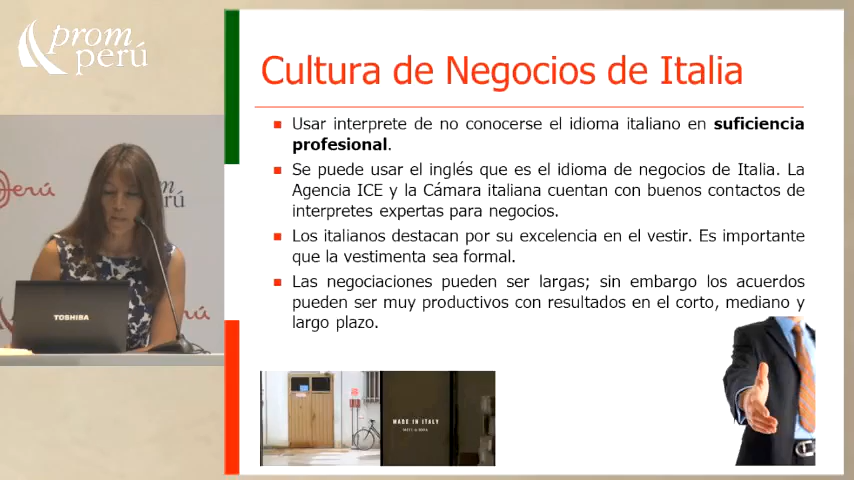 prom
perú
Cultura de Negocios de Italia
Usar interprete de no conocerse el idioma italiano en suficiencia
profesional.
Se puede usar el inglés que es el idioma de negocios de Italia. La
Agencia ICE y la Cámara italiana cuentan con buenos contactos de
interpretes expertas para negocios.
Los italianos destacan por su excelencia en el vestir. Es importante
que la vestimenta sea formal.
Las negociaciones pueden ser largas; sin embargo los acuerdos
pueden ser muy productivos con resultados en el corto, mediano y
largo plazo.
TOSHIBA
MADE IN ITALY